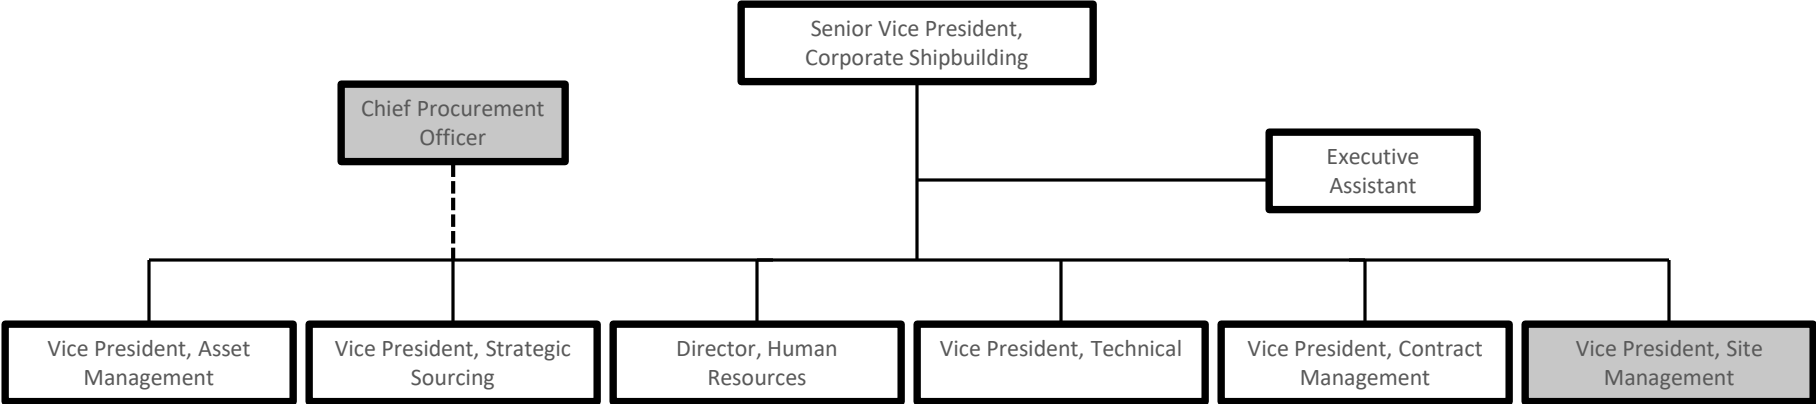 Senior Vice President,
Corporate Shipbuilding
Chief Procurement
Officer
Executive
Assistant
Vice President, Asset
Management
Vice President, Strategic
Sourcing
Director, Human
Resources
Vice President, Technical
Vice President, Contract
Management
Vice President, Site
Management